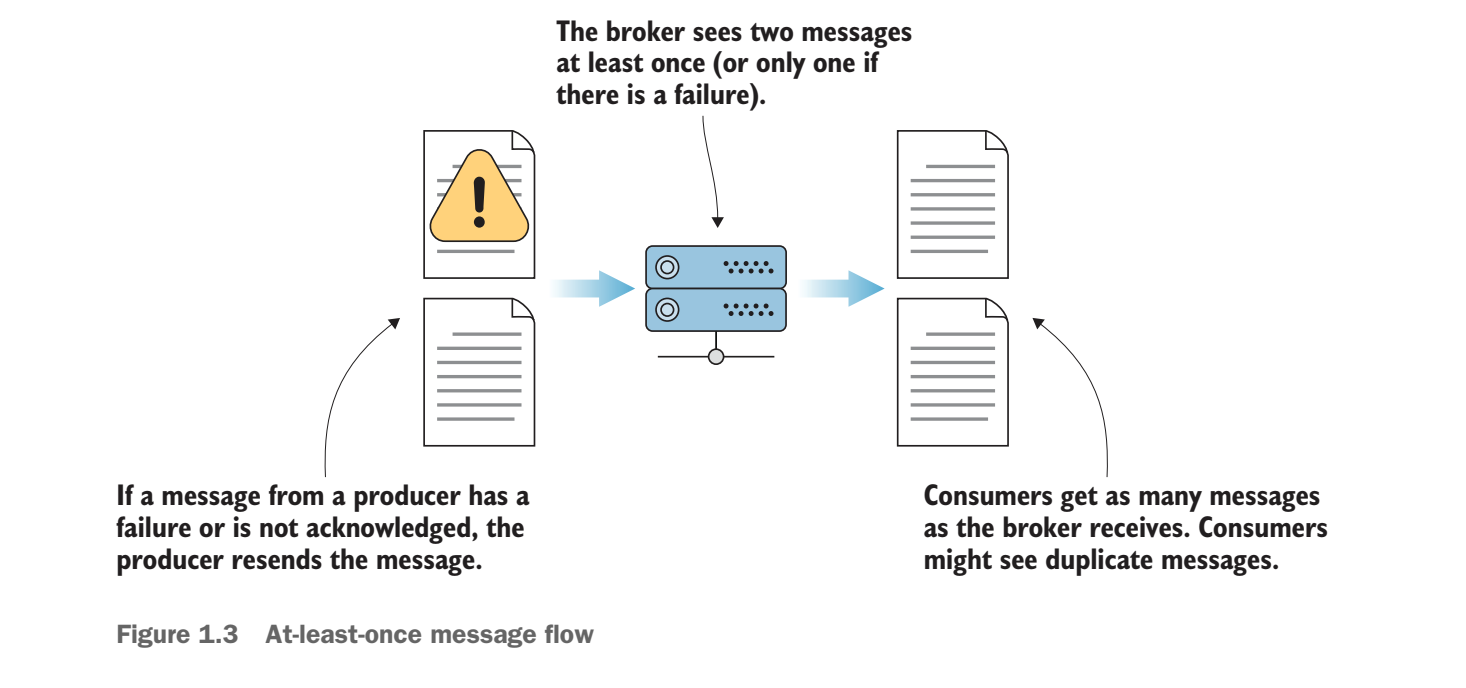 The broker sees two messages
at least once (or only one if
there is a failure).
If a message from a producer has a
failure or is not acknowledged, the
producer resends the message.
Consumers get as many messages
as the broker receives. Consumers
might see duplicate messages.
Figure 1.3 At-least-once message flow